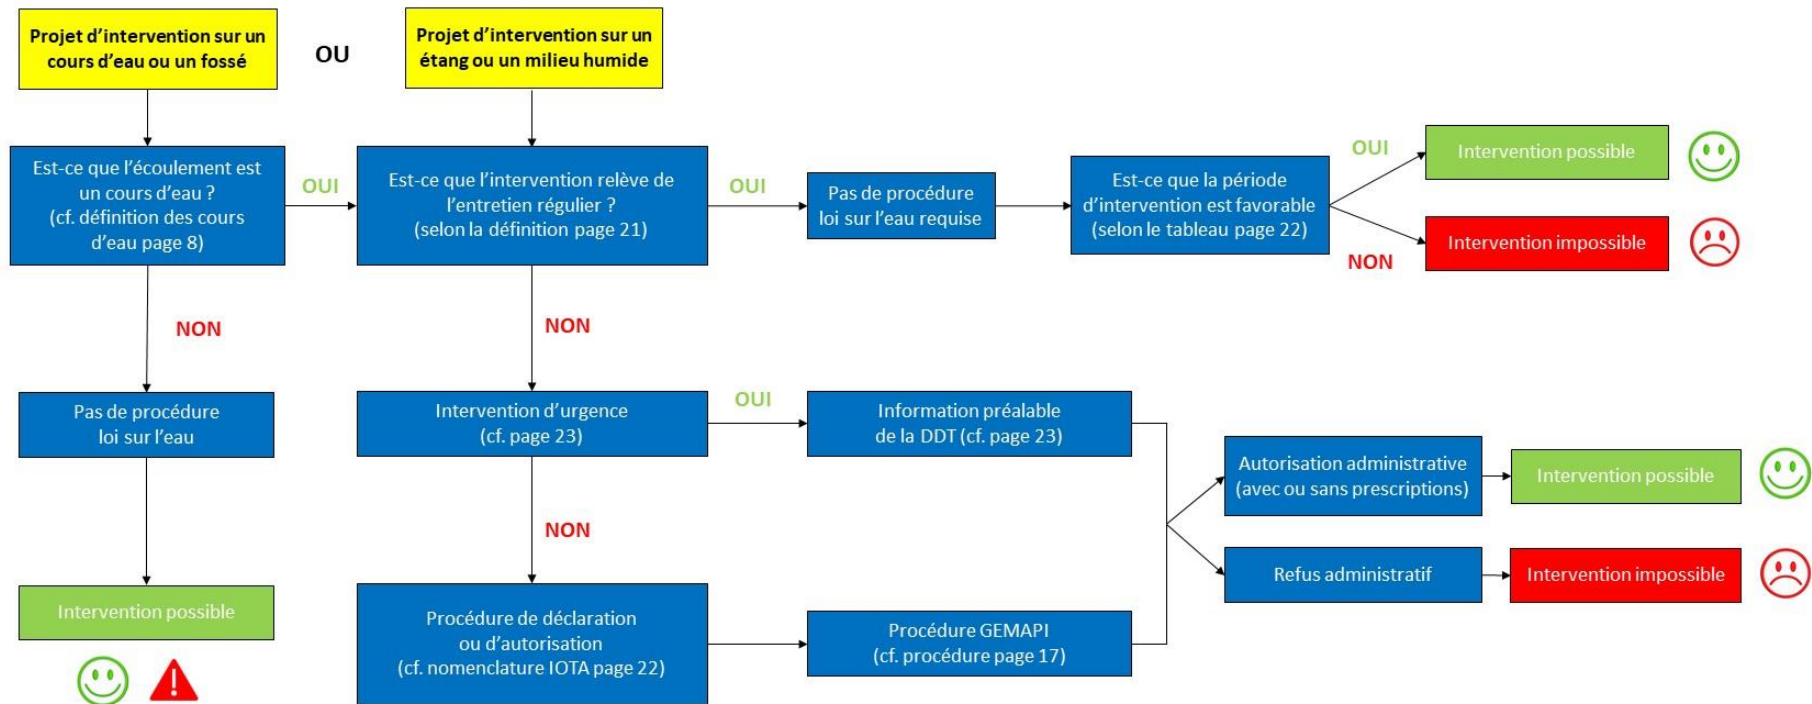 Projet d'intervention sur un
cours d'eau ou un fossé
OU
Projet d'intervention sur un
étang ou un milieu humide
Est-ce que l'écoulement est
un cours d'eau ?
(cf. définition des cours
d'eau page 8)
OUI
Est-ce que l'intervention relève de
l'entretien régulier ?
(selon la définition page 21)
OUI
Pas de procédure
loi sur l'eau requise
Est-ce que la période
d'intervention est favorable
(selon le tableau page 22)
OUI
Intervention possible
NON
Intervention impossible
NON
NON
Pas de procédure
loi sur l'eau
Intervention d'urgence
(cf. page 23)
OUI
Information préalable
de la DDT (cf. page 23)
Autorisation administrative
(avec ou sans prescriptions)
Intervention possible
NON
Refus administratif
Intervention impossible
Intervention possible
Procédure de déclaration
ou d'autorisation
(cf. nomenclature IOTA page 22)
Procédure GEMAPI
(cf. procédure page 17)